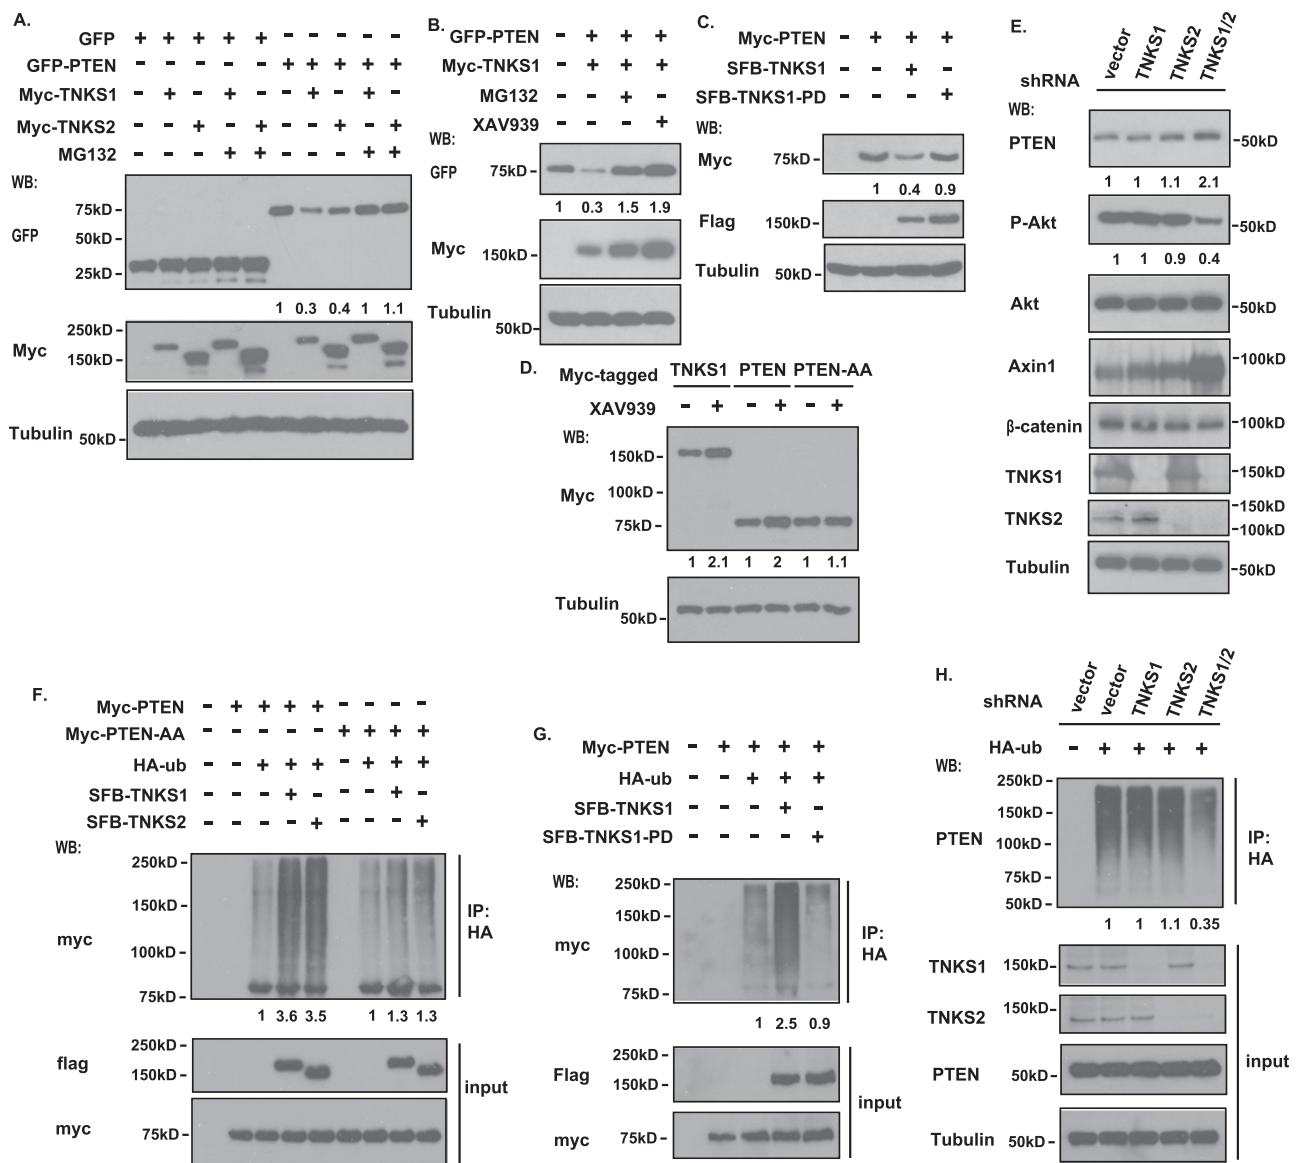 A.
GFP + + + + + - - - - -
GFP-PTEN - - - - - + + + + +
Myc-TNKS1 - + - + - - + - + -
Myc-TNKS2 - - + - + - - + - +
MG132 - - - + + - - - + +
WB:
GFP
75kD
50kD
25kD
1 0.3 0.4 1 1.1
Myc
250kD
150kD
Tubulin
50kD
B.
GFP-PTEN - + + +
Myc-TNKS1 - + + +
MG132 - - + -
XAV939 - - - +
WB:
GFP
75kD
1 0.3 1.5 1.9
Myc
150kD
Tubulin
50kD
C.
Myc-PTEN - + + +
SFB-TNKS1 - - + -
SFB-TNKS1-PD - - - +
WB:
Myc
75kD
1 0.4 0.9
Flag
150kD
Tubulin
50kD
D.
Myc-tagged TNKS1 PTEN PTEN-AA
XAV939 - + - + - +
WB:
Myc
150kD
100kD
75kD
1 2.1 1 2 1 1.1
Tubulin
50kD
E.
shRNA vector TNKS1 TNKS2 TNKS1/2
WB:
PTEN
50kD
1 1 1.1 2.1
P-Akt
50kD
1 1 0.9 0.4
Akt
50kD
Axin1
100kD
β-catenin
100kD
TNKS1
150kD
TNKS2
150kD
100kD
Tubulin
50kD
F.
Myc-PTEN - + + + + - - - -
Myc-PTEN-AA - - - - - + + + +
HA-ub - - + + + - + + +
SFB-TNKS1 - - - + - - - + -
SFB-TNKS2 - - - - + - - - +
WB:
myc
250kD
150kD
100kD
75kD
IP:
HA
1 3.6 3.5 1 1.3 1.3
flag
250kD
150kD
myc
75kD
input
G.
Myc-PTEN - + + + +
HA-ub - - + + +
SFB-TNKS1 - - - + -
SFB-TNKS1-PD - - - - +
WB:
myc
250kD
150kD
100kD
75kD
IP:
HA
1 2.5 0.9
Flag
250kD
150kD
myc
75kD
input
H.
shRNA vector vector TNKS1 TNKS2 TNKS1/2
HA-ub - + + + +
WB:
PTEN
250kD
150kD
100kD
75kD
50kD
IP:
HA
1 1 1.1 0.35
TNKS1
150kD
TNKS2
150kD
PTEN
50kD
Tubulin
50kD
input